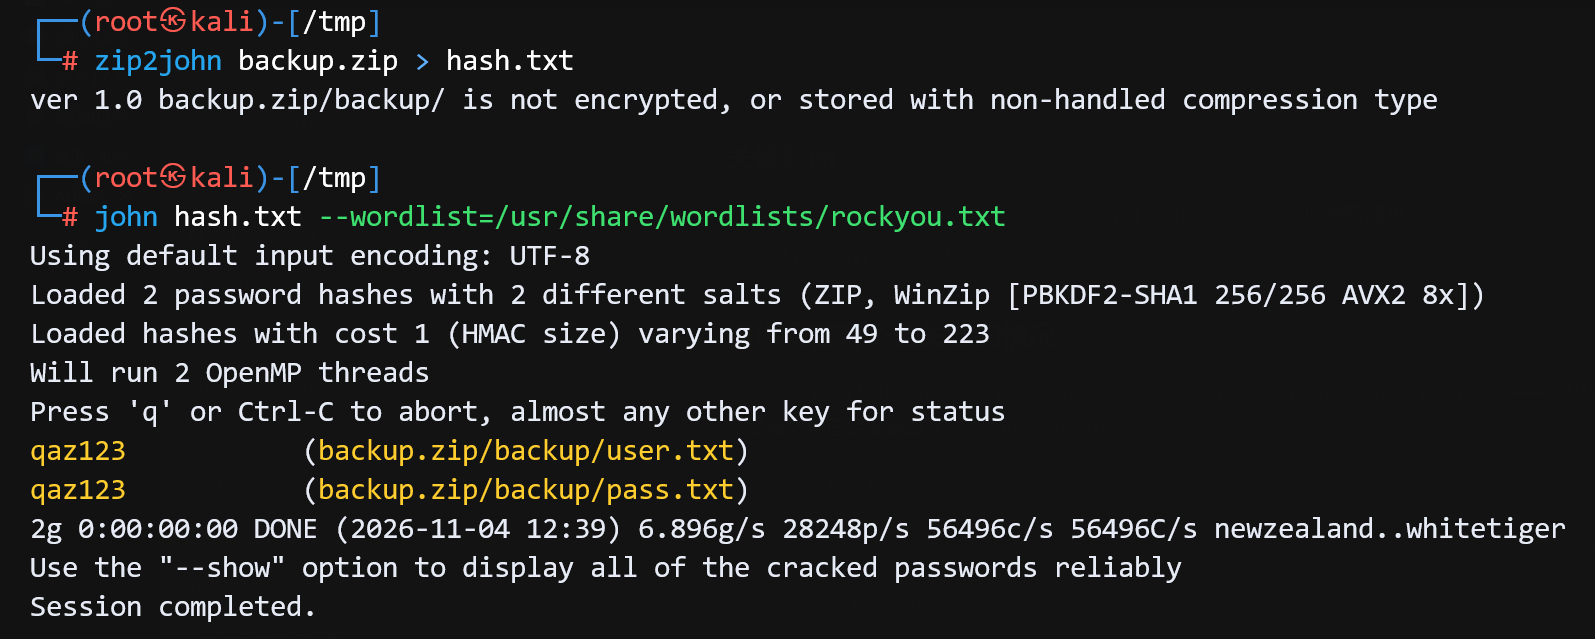 ┌──(root㉿kali)-[/tmp]
└─# zip2john backup.zip > hash.txt
ver 1.0 backup.zip/backup/ is not encrypted, or stored with non-handled compression type
┌──(root㉿kali)-[/tmp]
└─# john hash.txt --wordlist=/usr/share/wordlists/rockyou.txt
Using default input encoding: UTF-8
Loaded 2 password hashes with 2 different salts (ZIP, WinZip [PBKDF2-SHA1 256/256 AVX2 8x])
Loaded hashes with cost 1 (HMAC size) varying from 49 to 223
Will run 2 OpenMP threads
Press 'q' or Ctrl-C to abort, almost any other key for status
qaz123           (backup.zip/backup/user.txt)
qaz123           (backup.zip/backup/pass.txt)
2g 0:00:00:00 DONE (2026-11-04 12:39) 6.896g/s 28248p/s 56496c/s 56496C/s newzealand..whitetiger
Use the "--show" option to display all of the cracked passwords reliably
Session completed.